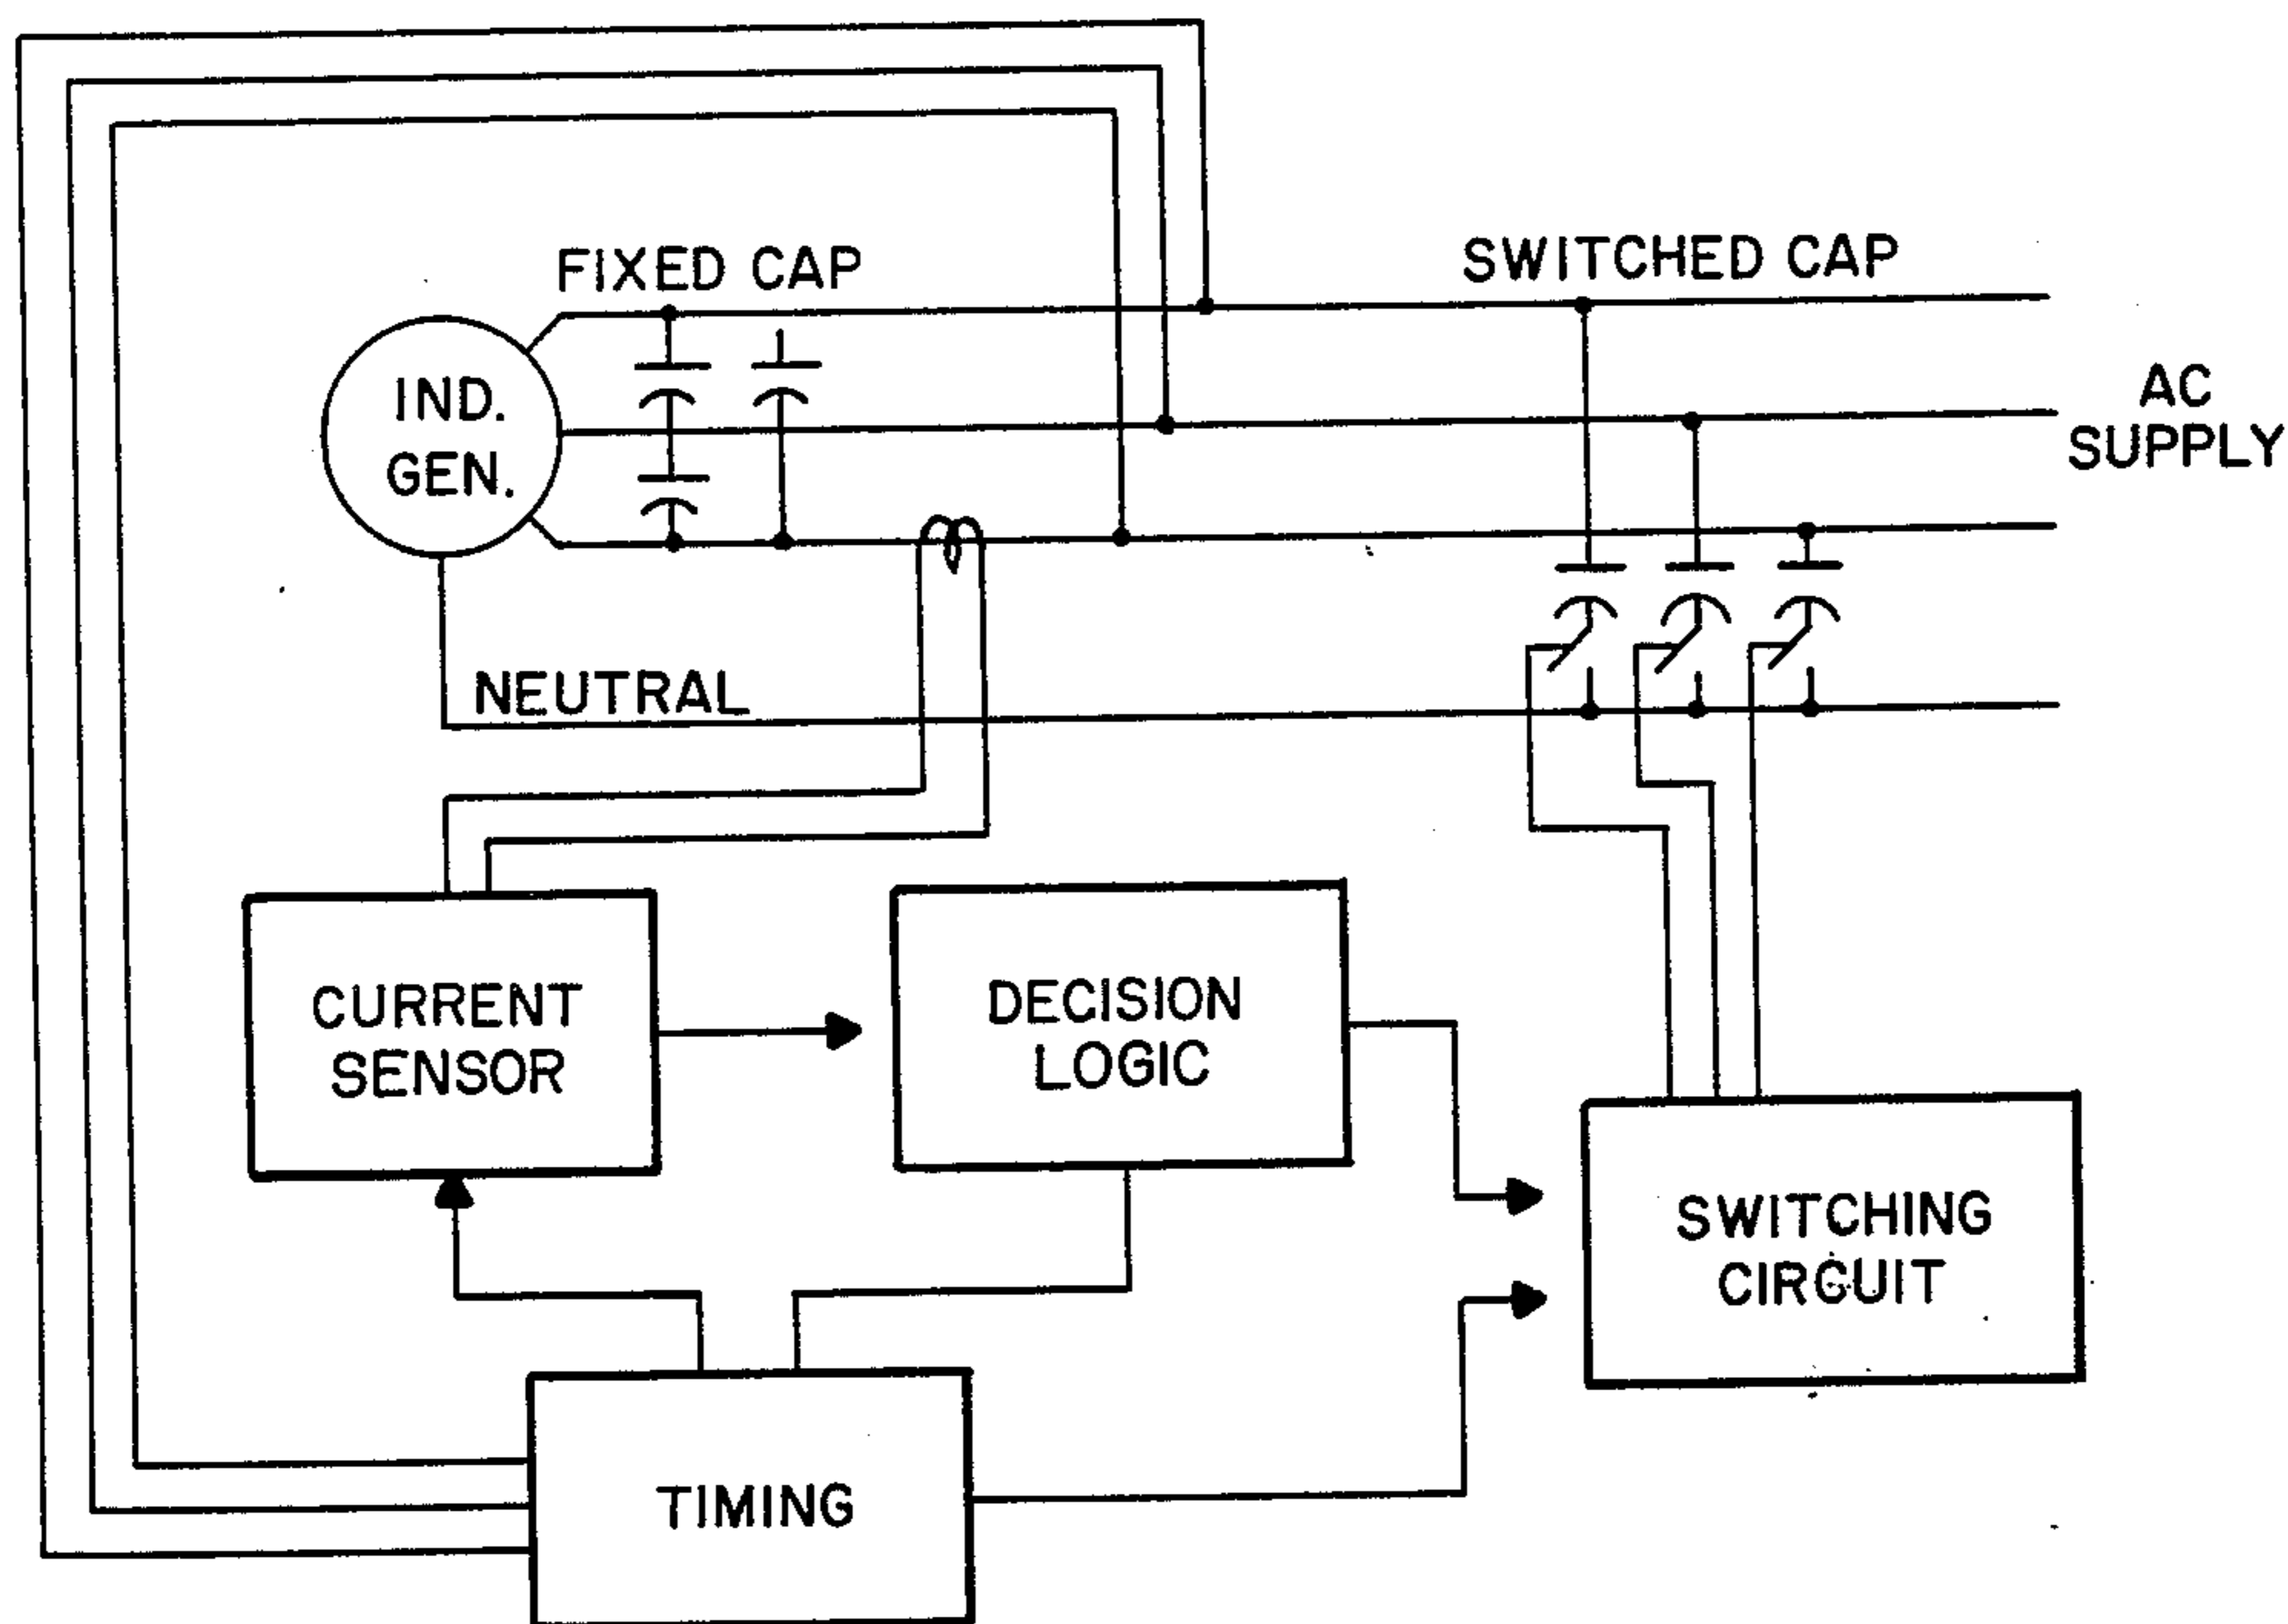 FIXED CAP
SWITCHED CAP
IND.
GEN.
AC
SUPPLY
NEUTRAL
CURRENT
SENSOR
DECISION
LOGIC
SWITCHING
CIRCUIT
TIMING